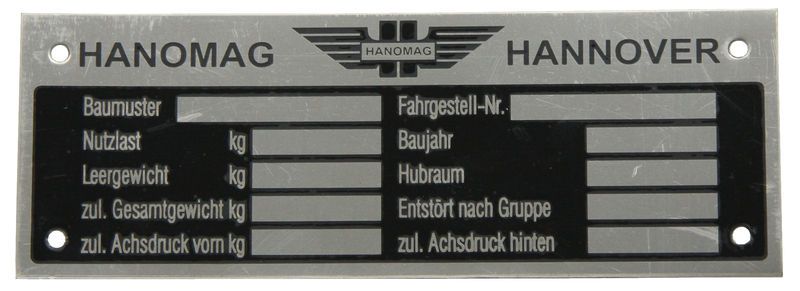 HANOMAG HANOMAG HANNOVER
Baumuster
Nutzlast kg
Leergewicht kg
zul. Gesamtgewicht kg
zul. Achsdruck vorn kg
Fahrgestell-Nr.
Baujahr
Hubraum
Entstört nach Gruppe
zul. Achsdruck hinten